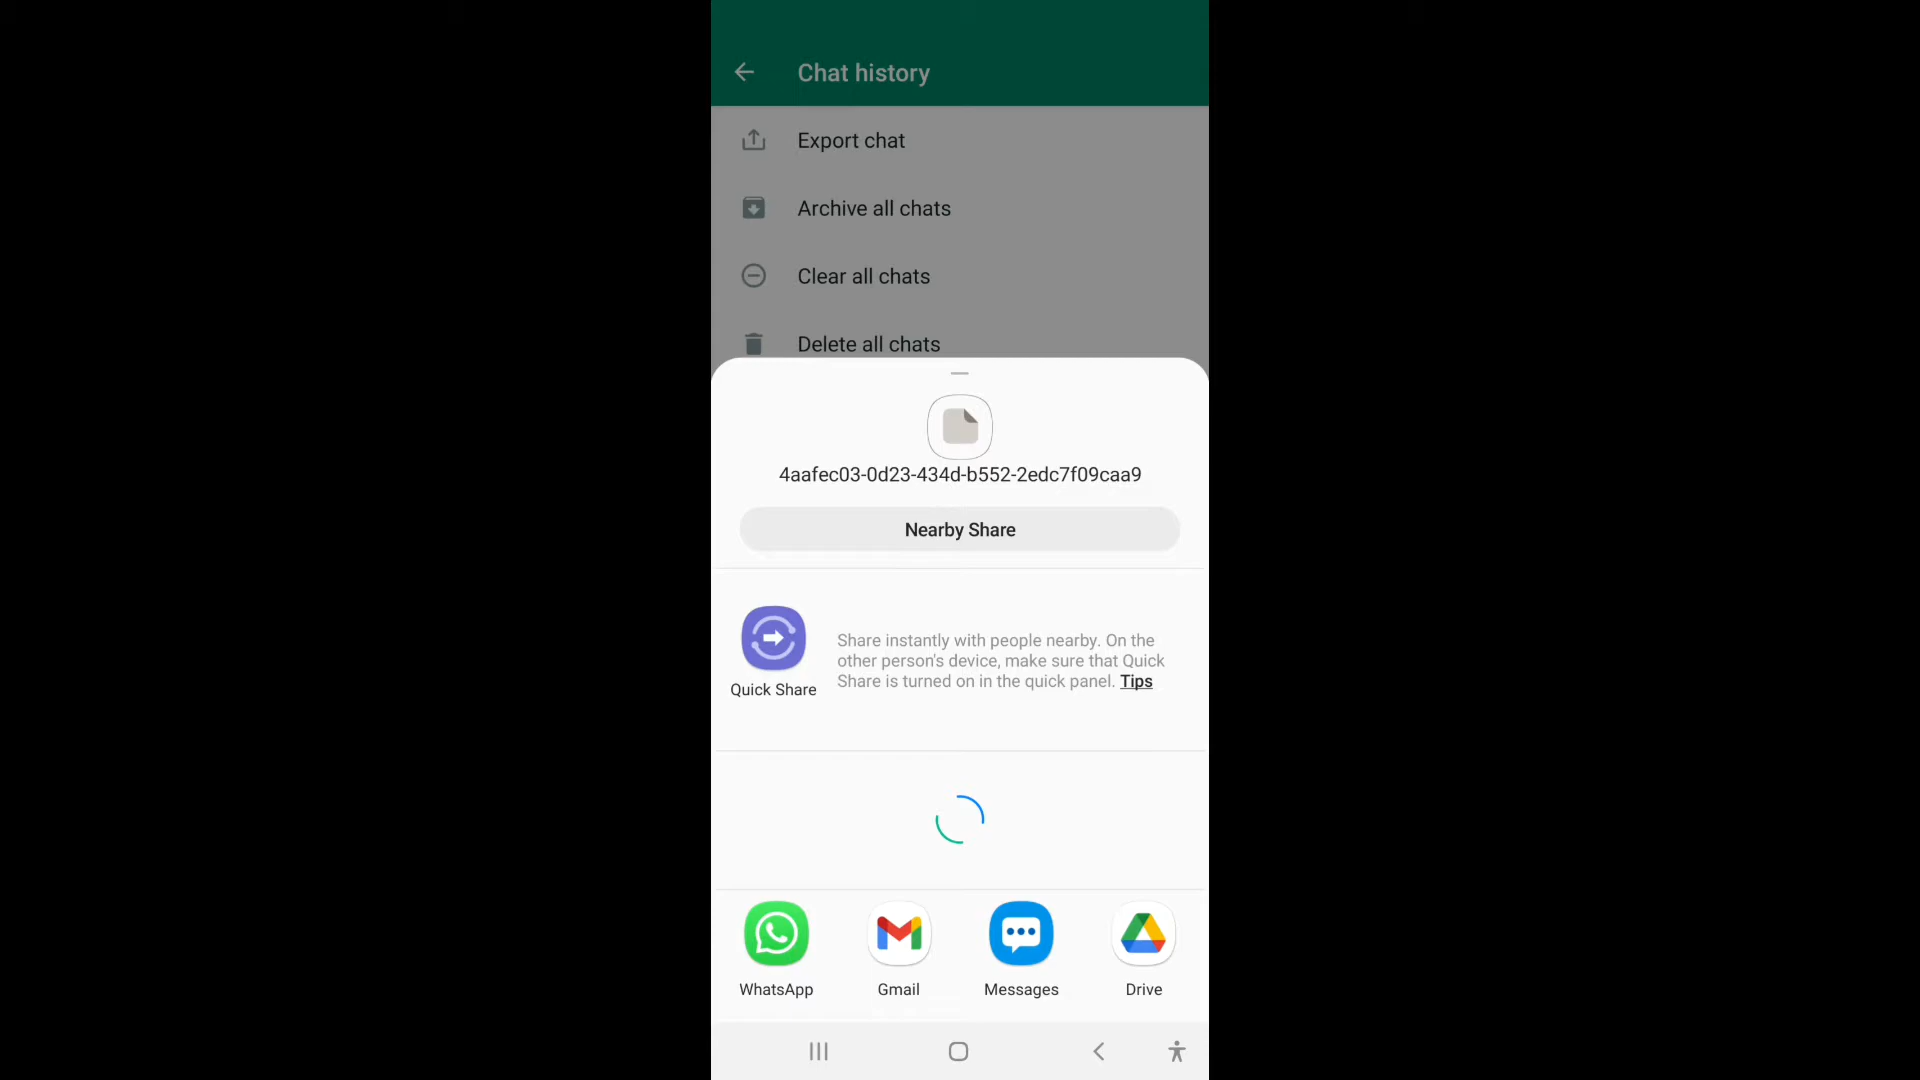 Chat history
Export chat
Archive all chats
Clear all chats
Delete all chats
4aafec03-0d23-434d-b552-2edc7f09caa9
Nearby Share
Quick Share
Share instantly with people nearby. On the
other person's device, make sure that Quick
Share is turned on in the quick panel. Tips
WhatsApp
Gmail
Messages
Drive